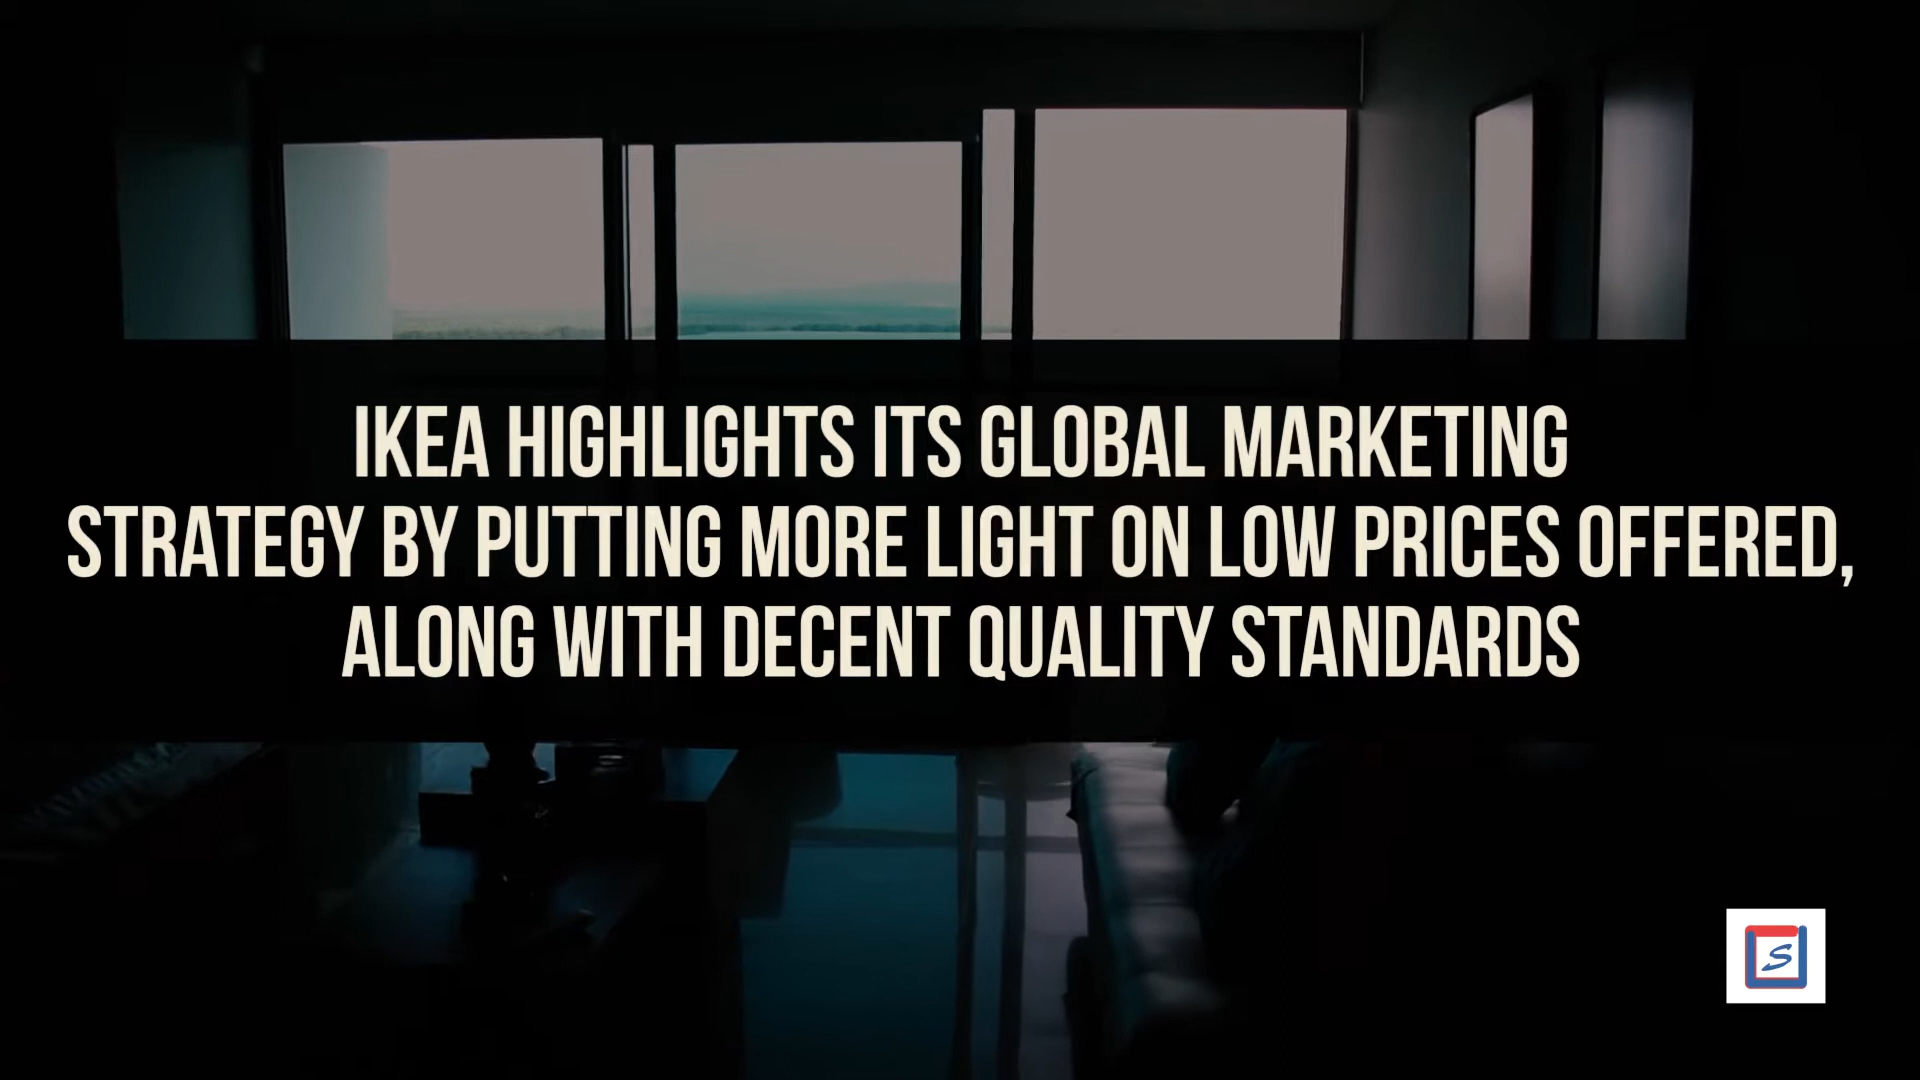 IKEA HIGHLIGHTS ITS GLOBAL MARKETING
STRATEGY BY PUTTING MORE LIGHT ON LOW PRICES OFFERED,
ALONG WITH DECENT QUALITY STANDARDS
S